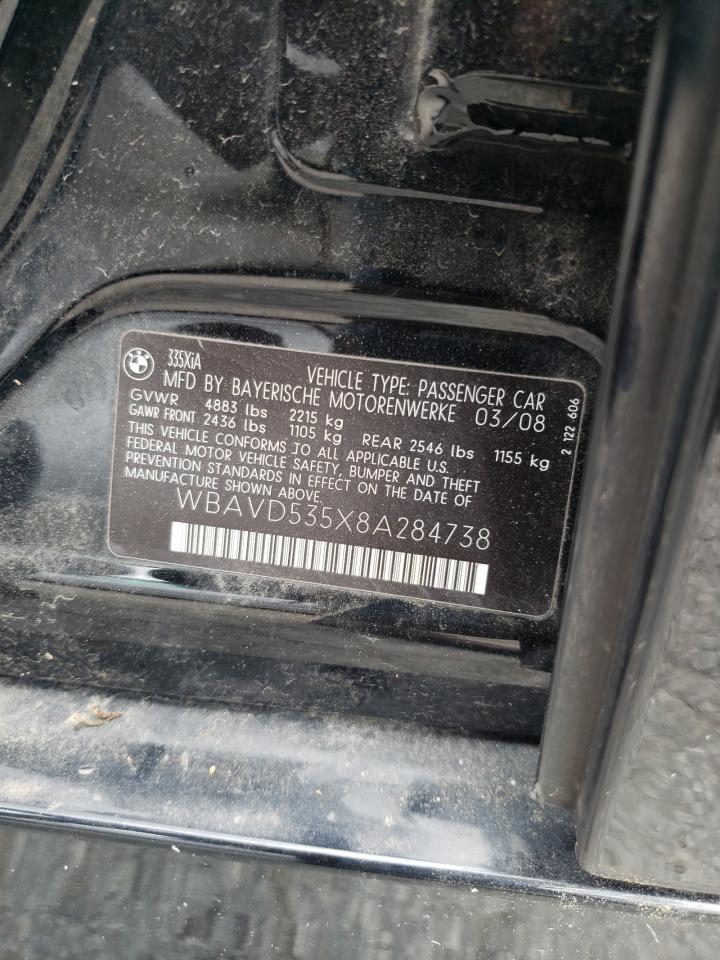 335XiA
VEHICLE TYPE: PASSENGER CAR
MFD BY BAYERISCHE MOTORENWERKE 03/08
GVWR 4883 lbs 2215 kg
GAWR FRONT 2436 lbs 1105 kg REAR 2546 lbs 1155 kg
THIS VEHICLE CONFORMS TO ALL APPLICABLE U.S.
FEDERAL MOTOR VEHICLE SAFETY, BUMPER AND THEFT
PREVENTION STANDARDS IN EFFECT ON THE DATE OF
MANUFACTURE SHOWN ABOVE.
WBAVD535X8A284738
2 122 606